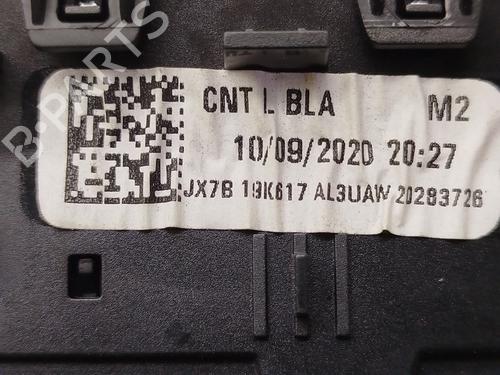 B-PARTS
CNT L BLA M2
10/09/2020 20:27
JX7B 19K617 AL3UAW 20283726